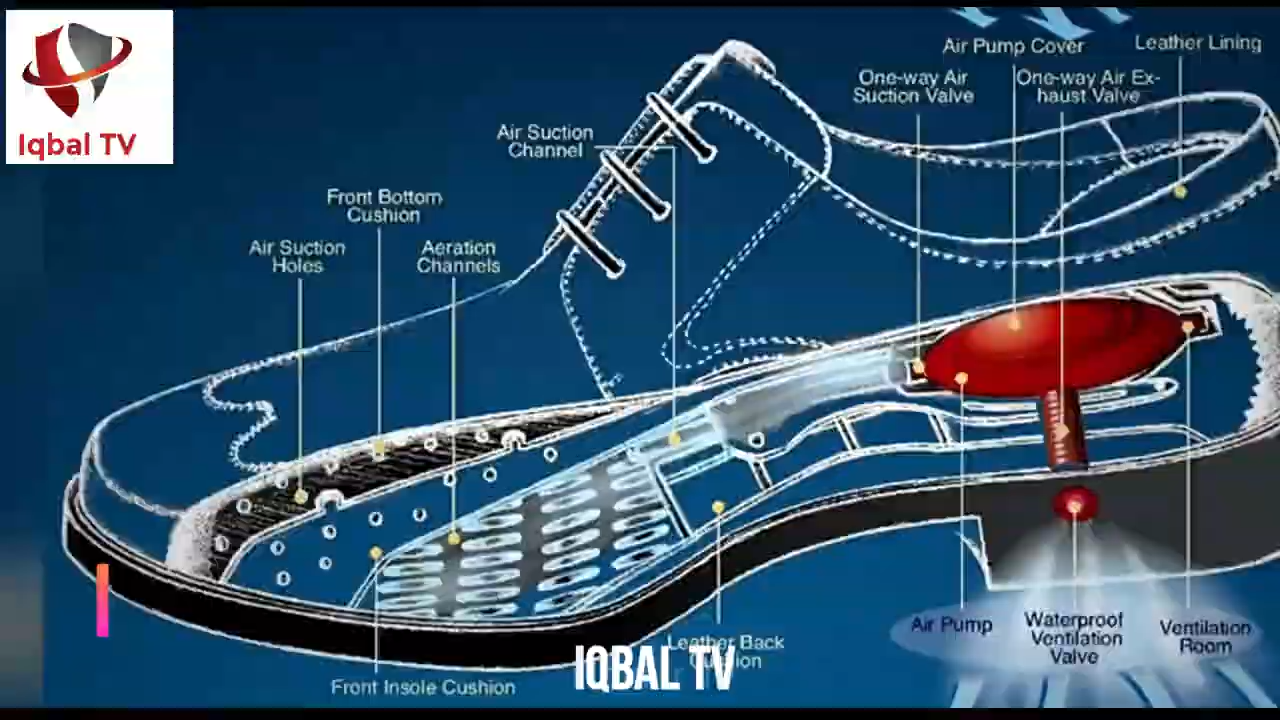 Iqbal TV
Air Pump Cover
Leather Lining
One-way Air
Suction Valve
One-way Air Ex-
haust Valve
Air Suction
Channel
Front Bottom
Cushion
Air Suction
Holes
Aeration
Channels
Air Pump
Waterproof
Ventilation
Valve
Ventilation
Room
Leather Back
Cushion
Front Insole Cushion
IQBAL TV